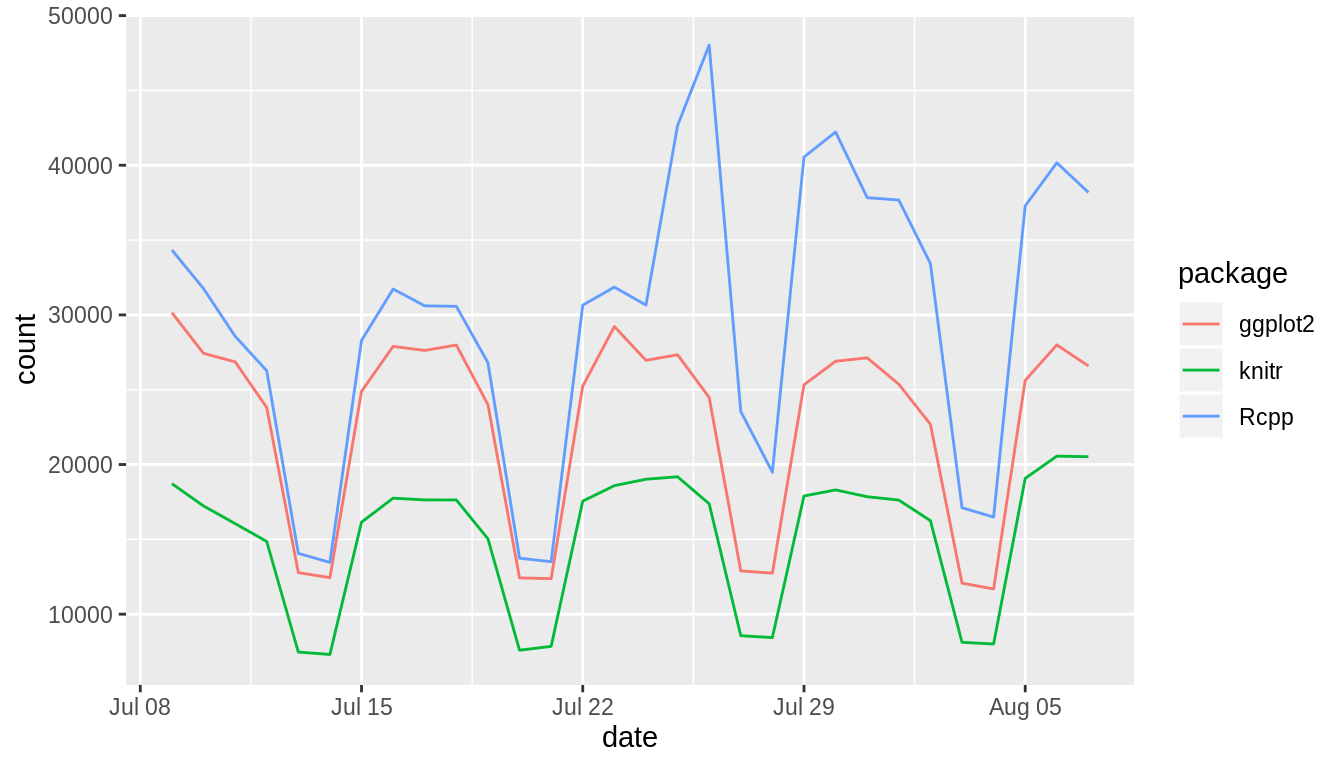 50000
40000
30000
20000
10000
count
Jul 08
Jul 15
Jul 22
Jul 29
Aug 05
date
package
ggplot2
knitr
Rcpp